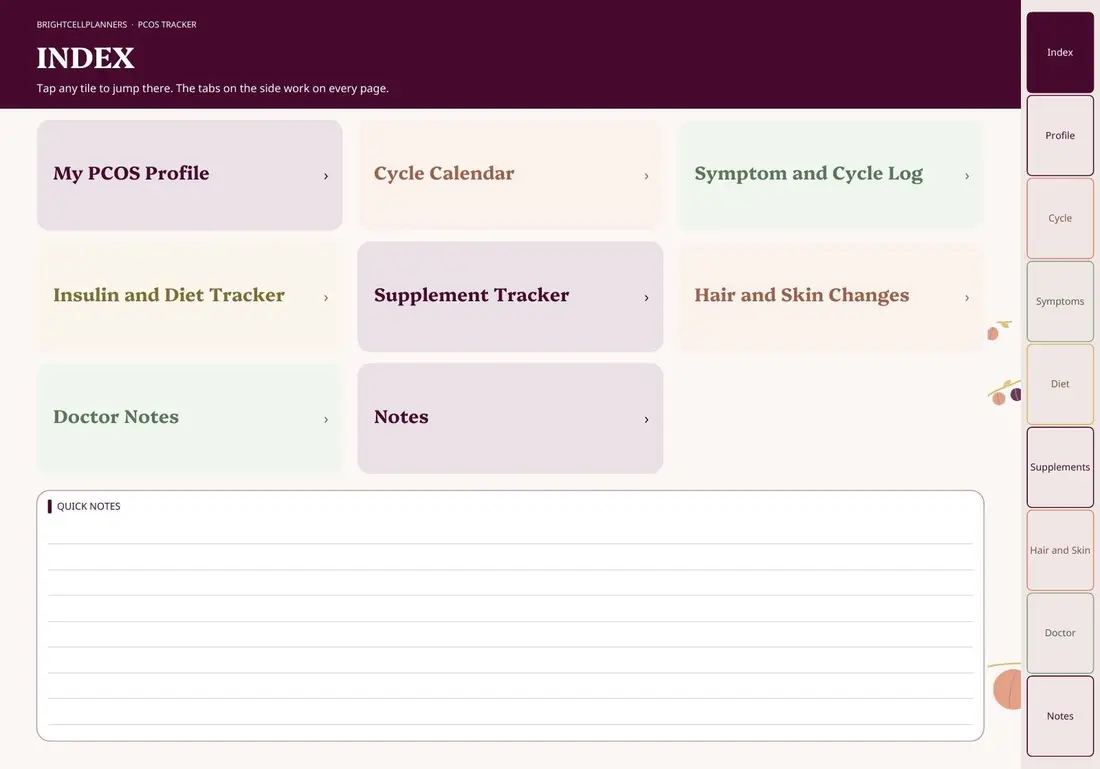 BRIGHTCELLPLANNERS · PCOS TRACKER
INDEX
Tap any tile to jump there. The tabs on the side work on every page.
My PCOS Profile ›
Cycle Calendar ›
Symptom and Cycle Log ›
Insulin and Diet Tracker ›
Supplement Tracker ›
Hair and Skin Changes ›
Doctor Notes ›
Notes ›
QUICK NOTES
Index
Profile
Cycle
Symptoms
Diet
Supplements
Hair and Skin
Doctor
Notes